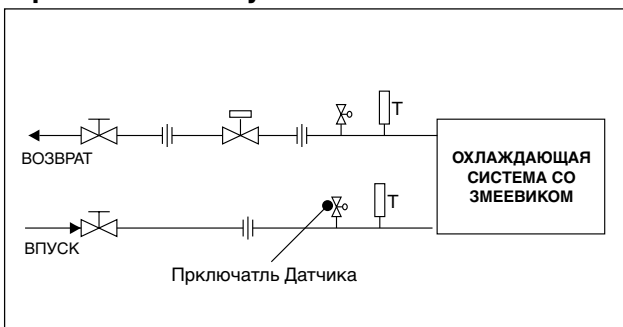 T
ВОЗВРАТ
ОХЛАЖДАЮЩАЯ
СИСТЕМА СО
ЗМЕЕВИКОМ
T
ВПУСК
Прключатль Датчика